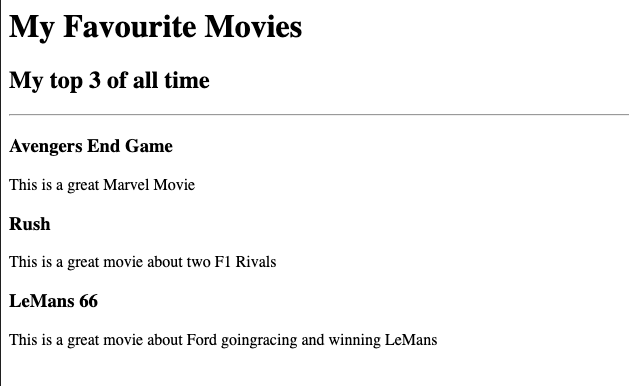 My Favourite Movies
My top 3 of all time
Avengers End Game
This is a great Marvel Movie
Rush
This is a great movie about two F1 Rivals
LeMans 66
This is a great movie about Ford goingracing and winning LeMans